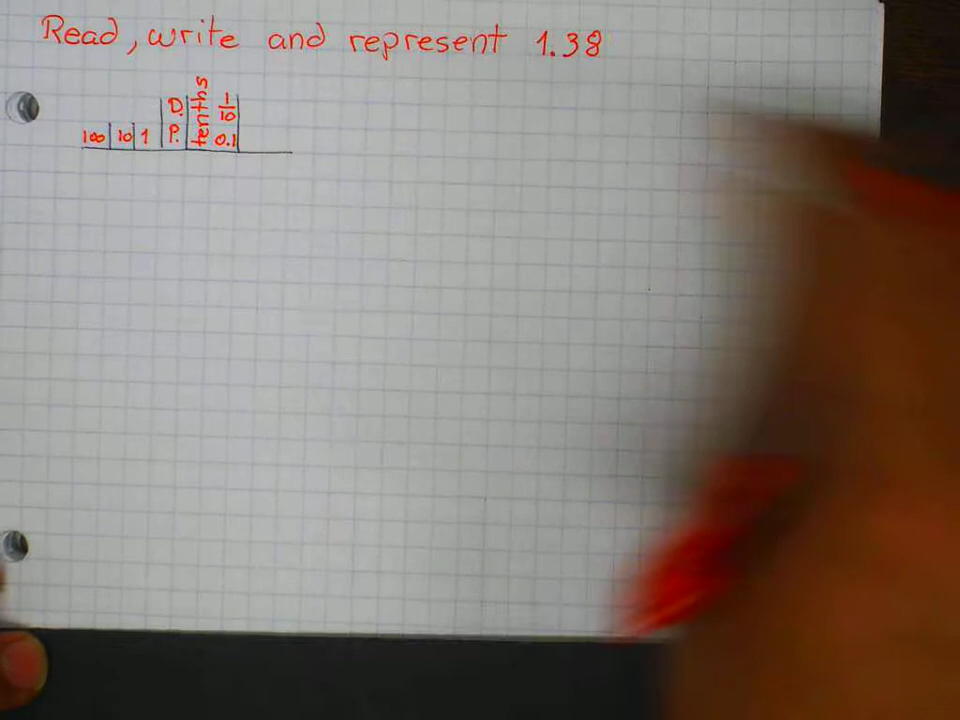 Read, write and represent 1.38
100 10 1 D.P. tenths 1/10 0.1